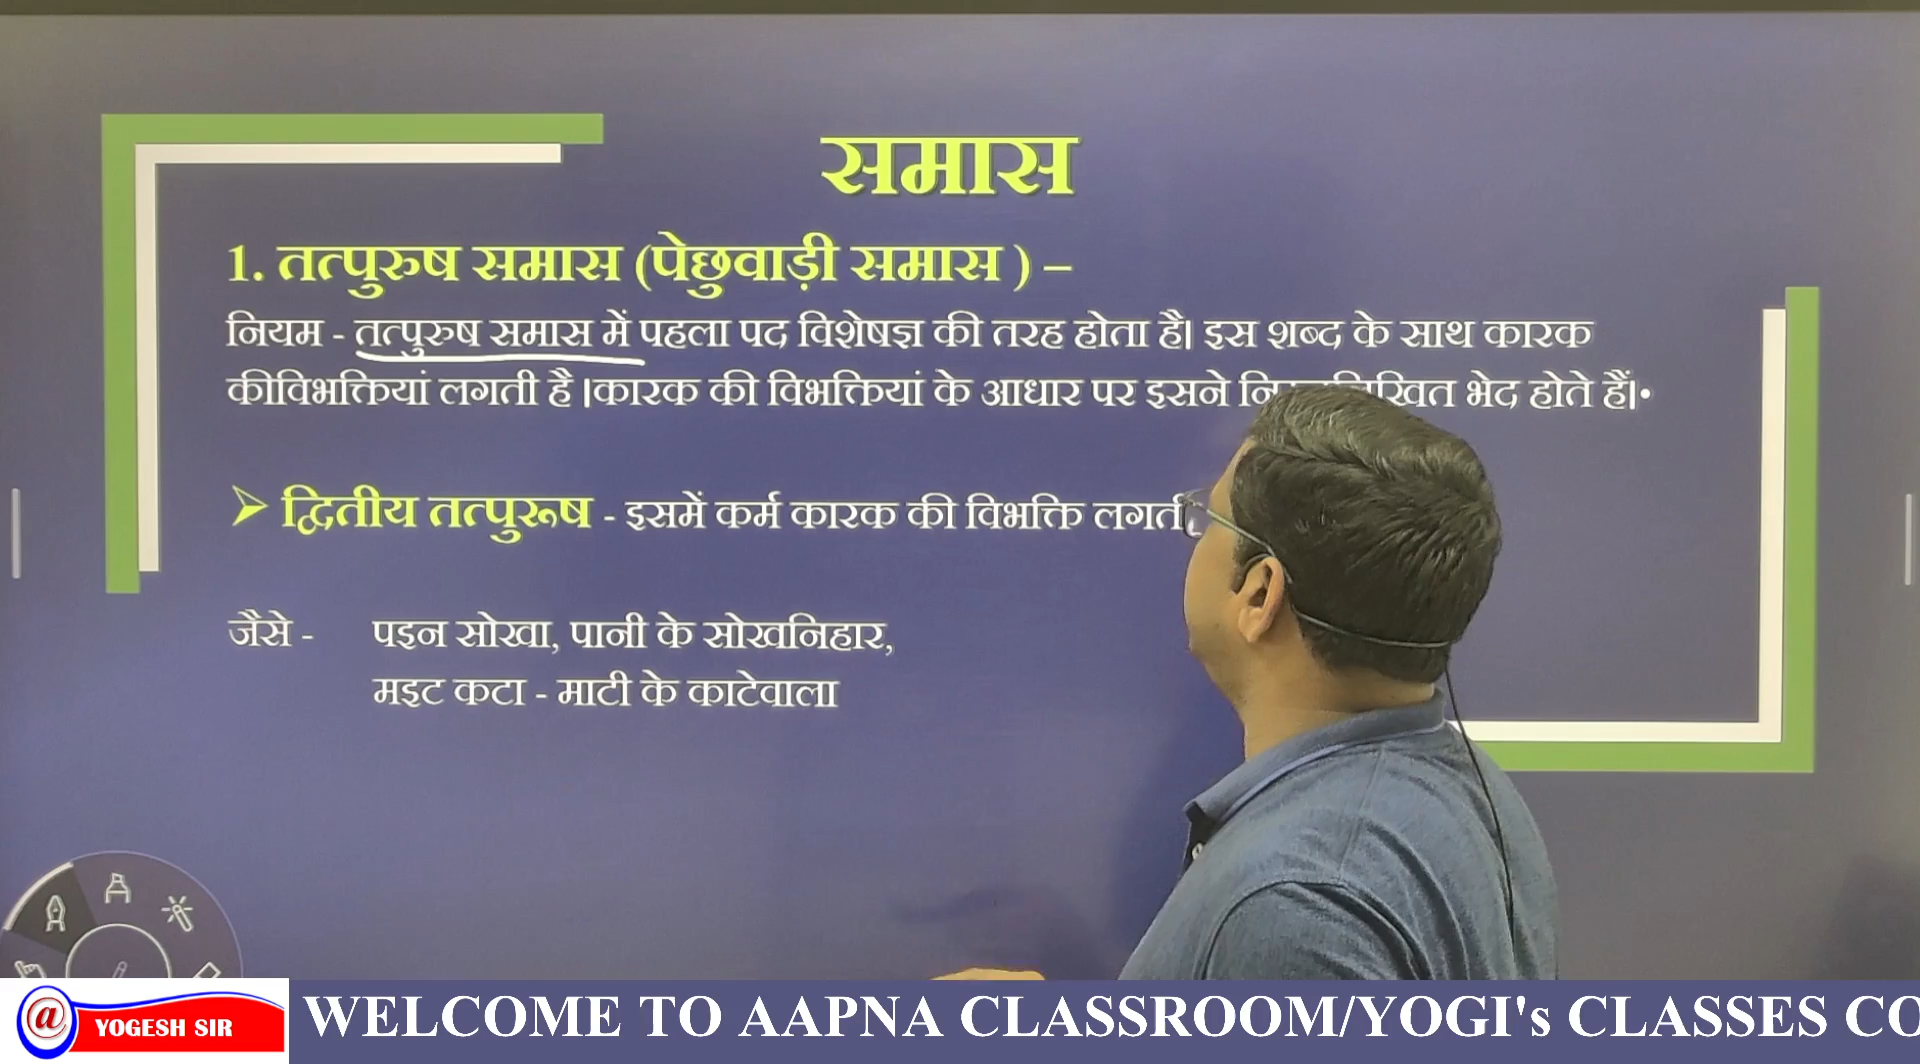 समास
1. तत्पुरुष समास (पेछुवाड़ी समास ) –
नियम - तत्पुरुष समास में पहला पद विशेषज्ञ की तरह होता है। इस शब्द के साथ कारक
कीविभक्तियां लगती है ।कारक की विभक्तियां के आधार पर इसने भेद होते हैं।•
➢ द्वितीय तत्पुरूष - इसमें कर्म कारक की विभक्ति लगती
जैसे - पइन सोखा, पानी के सोखनिहार,
मइट कटा - माटी के काटेवाला
@ YOGESH SIR
WELCOME TO AAPNA CLASSROOM/YOGI's CLASSES CO